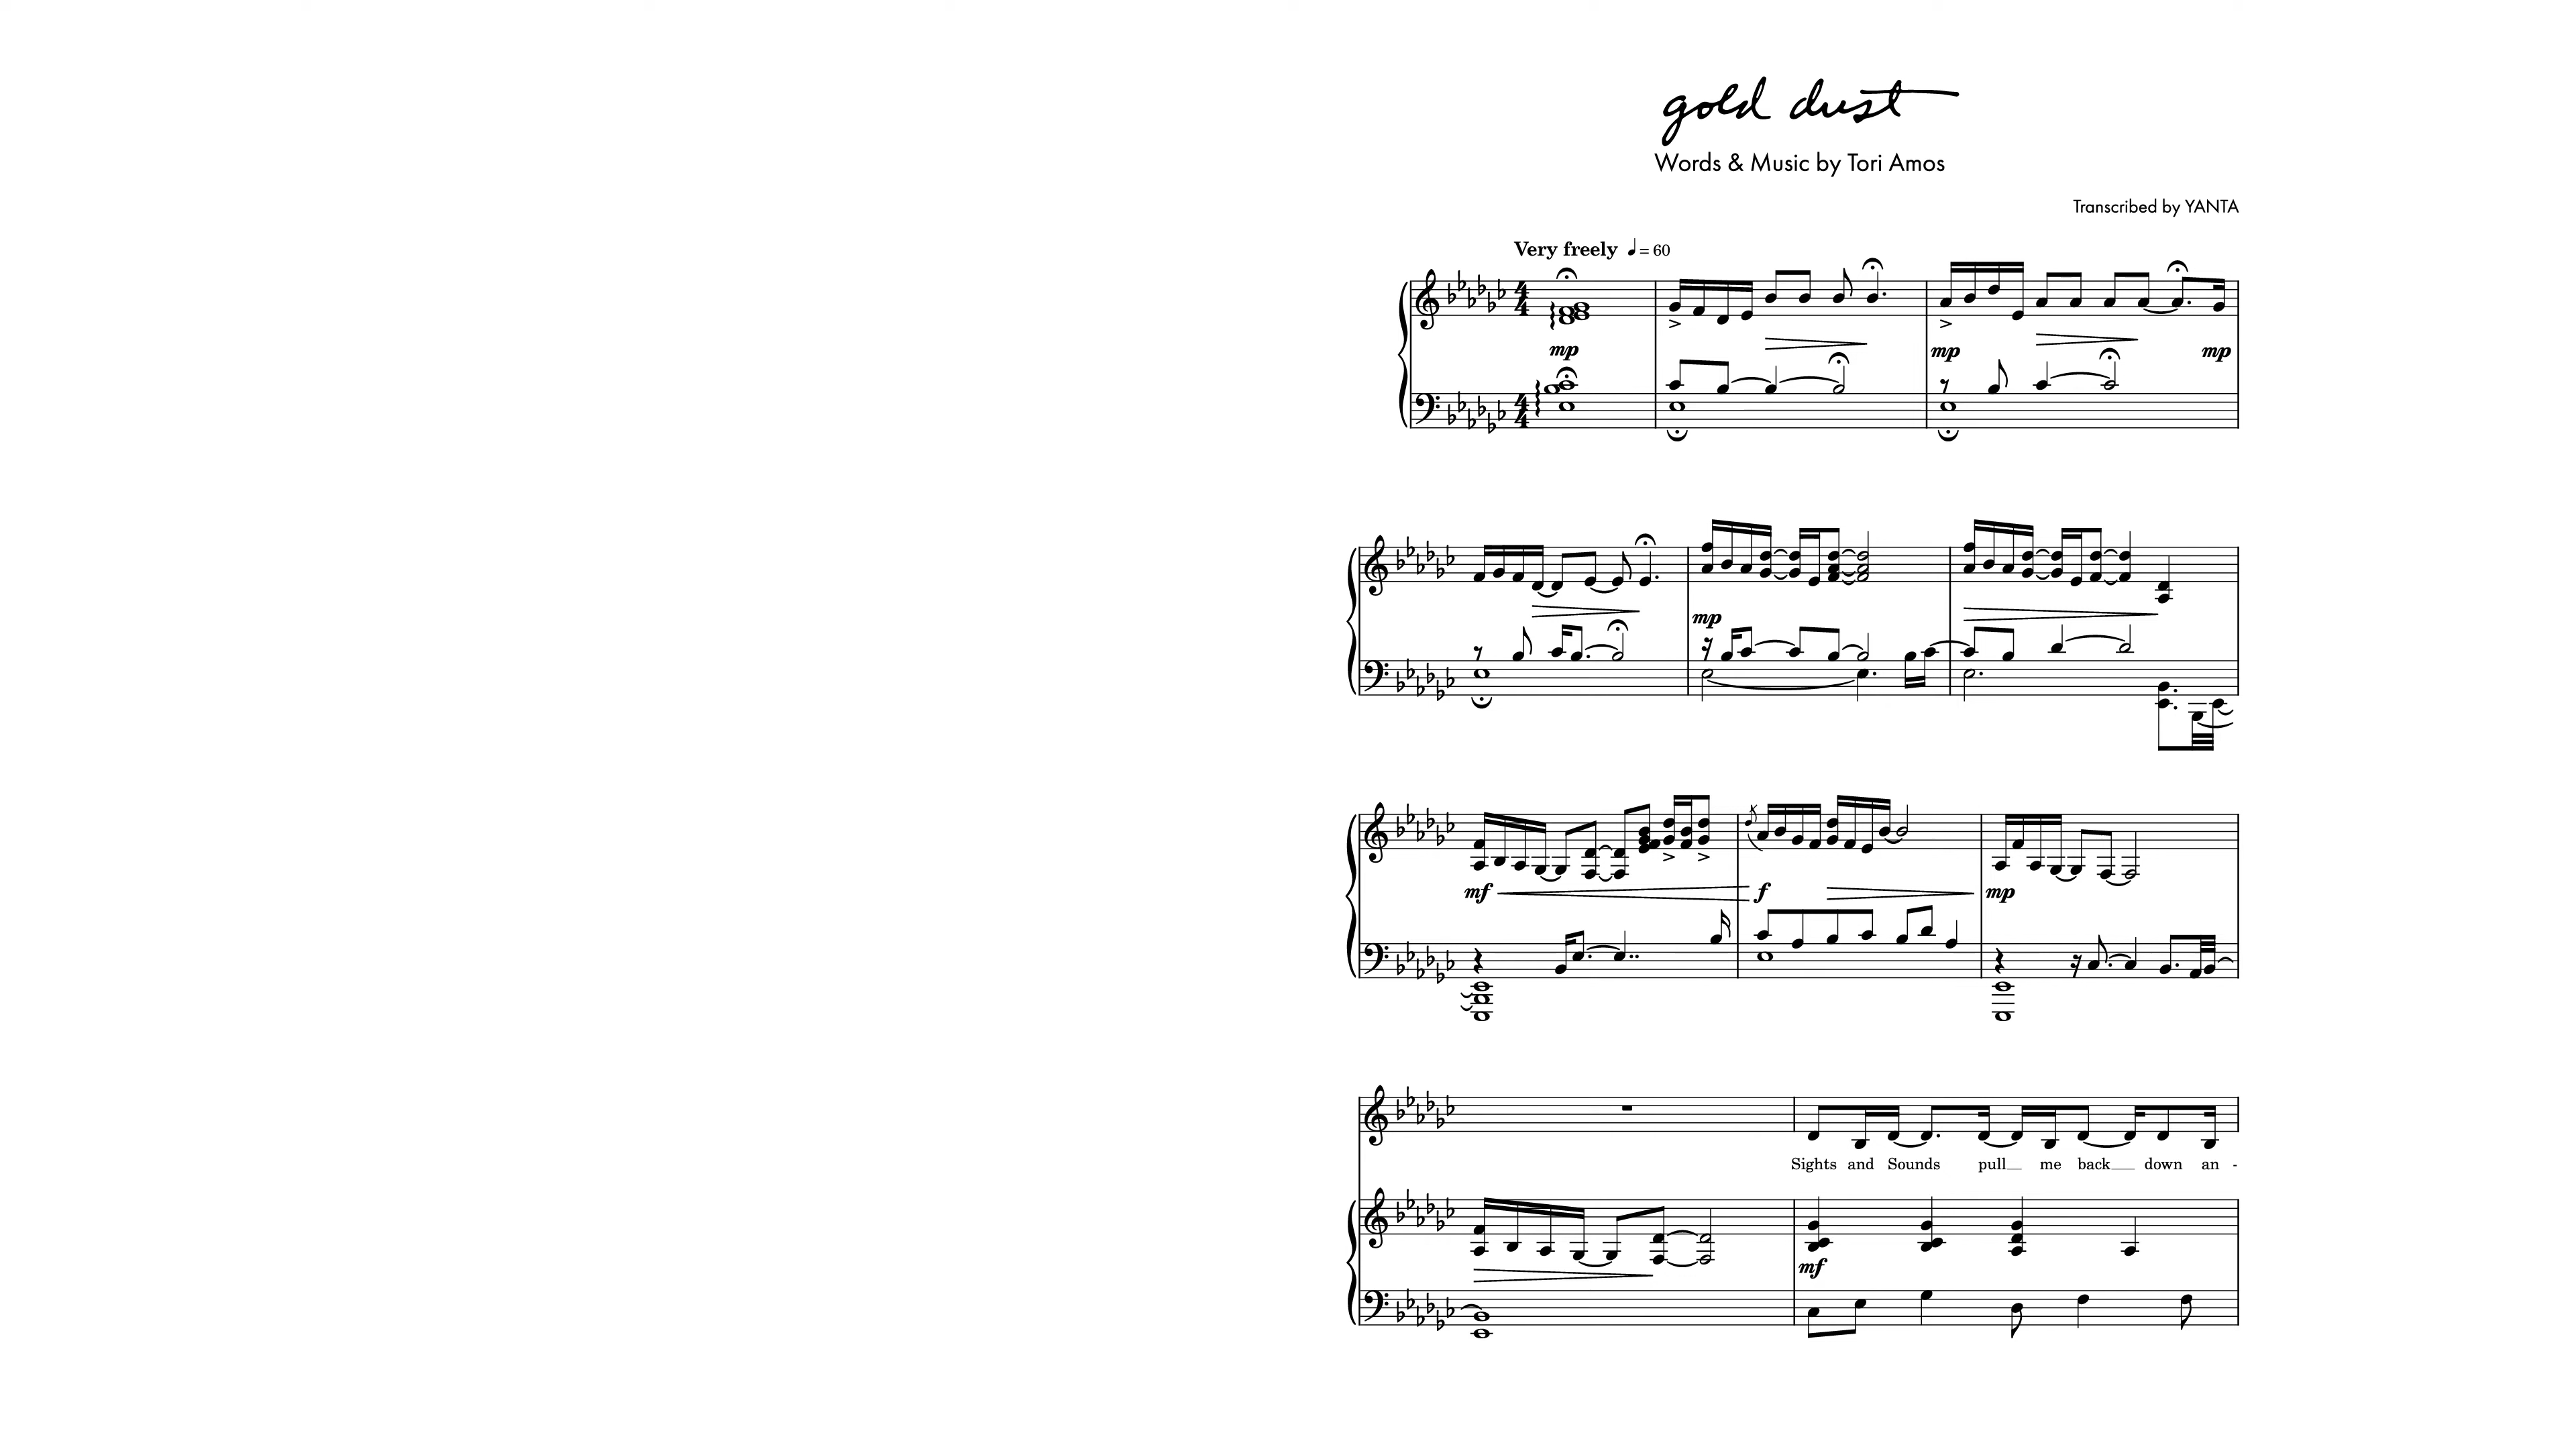 gold dust
Words & Music by Tori Amos
Transcribed by YANTA
Very freely ♩ = 60
mp
mp mp
mp
mf f mp
Sights and Sounds pull me back down an -
mf